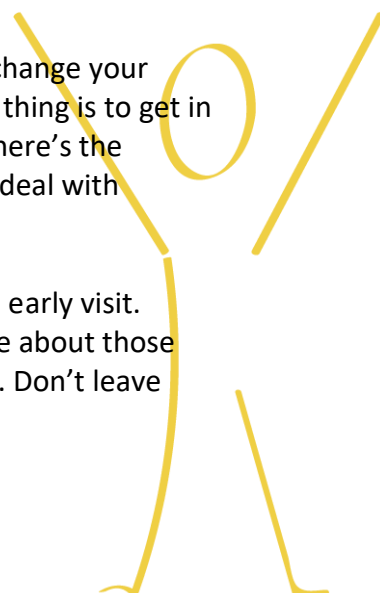 change your
thing is to get in
here's the
deal with
early visit.
e about those
. Don't leave